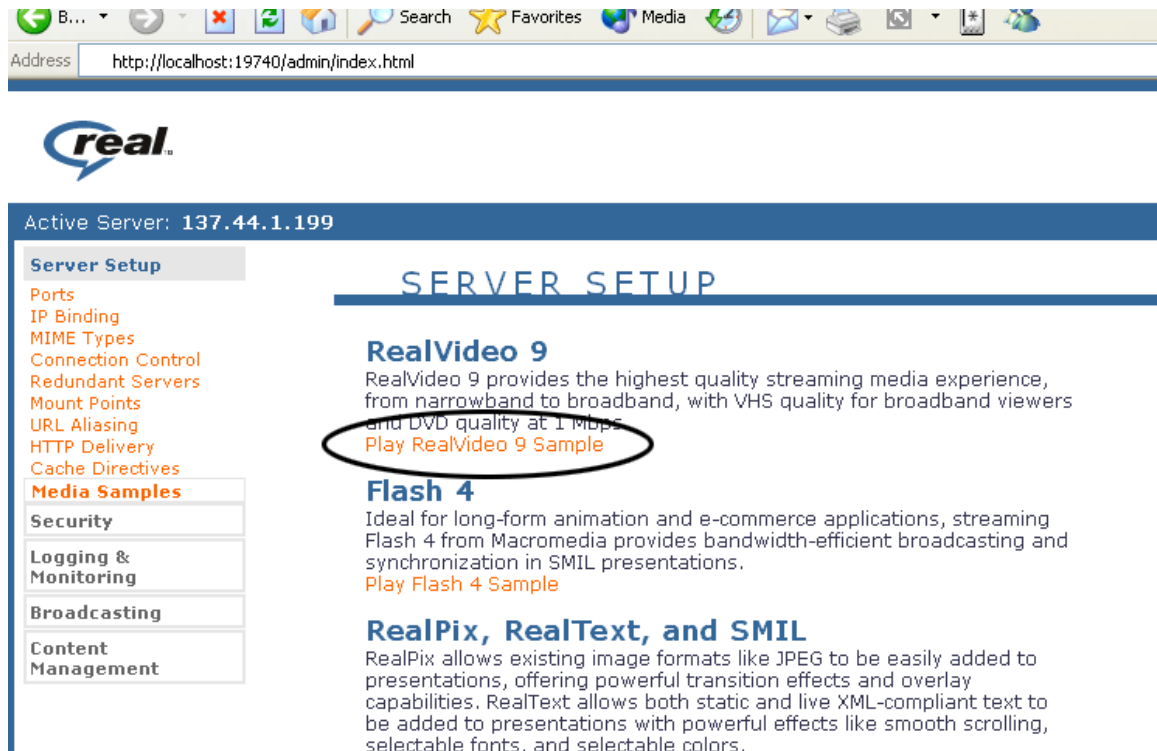 B...
Search
Favorites
Media
Address
http://localhost:19740/admin/index.html
real
Active Server: 137.44.1.199
Server Setup
Ports
IP Binding
MIME Types
Connection Control
Redundant Servers
Mount Points
URL Aliasing
HTTP Delivery
Cache Directives
Media Samples
Security
Logging &
Monitoring
Broadcasting
Content
Management
SERVER SETUP
RealVideo 9
RealVideo 9 provides the highest quality streaming media experience,
from narrowband to broadband, with VHS quality for broadband viewers
and DVD quality at 1 Mbps.
Play RealVideo 9 Sample
Flash 4
Ideal for long-form animation and e-commerce applications, streaming
Flash 4 from Macromedia provides bandwidth-efficient broadcasting and
synchronization in SMIL presentations.
Play Flash 4 Sample
RealPix, RealText, and SMIL
RealPix allows existing image formats like JPEG to be easily added to
presentations, offering powerful transition effects and overlay
capabilities. RealText allows both static and live XML-compliant text to
be added to presentations with powerful effects like smooth scrolling,
selectable fonts, and selectable colors.